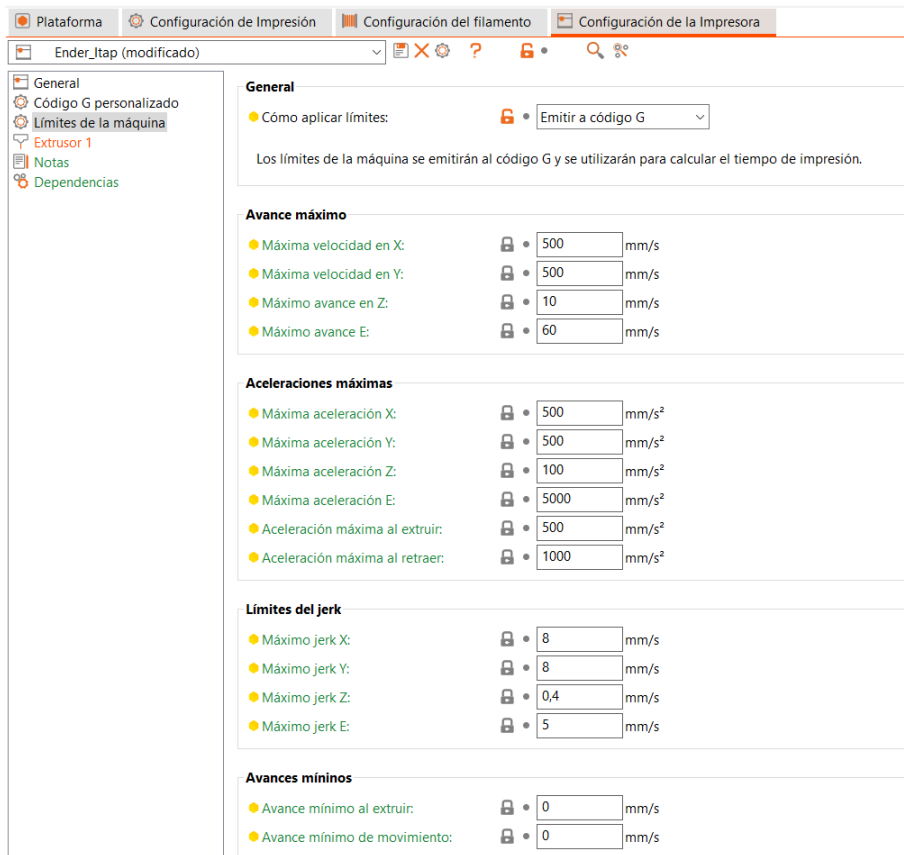 Plataforma Configuración de Impresión Configuración del filamento Configuración de la Impresora
Ender_Itap (modificado) ?
General
Código G personalizado
Límites de la máquina
Extrusor 1
Notas
Dependencias
General
Cómo aplicar límites: Emitir a código G
Los límites de la máquina se emitirán al código G y se utilizarán para calcular el tiempo de impresión.
Avance máximo
Máxima velocidad en X: 500 mm/s
Máxima velocidad en Y: 500 mm/s
Máximo avance en Z: 10 mm/s
Máximo avance E: 60 mm/s
Aceleraciones máximas
Máxima aceleración X: 500 mm/s²
Máxima aceleración Y: 500 mm/s²
Máxima aceleración Z: 100 mm/s²
Máxima aceleración E: 5000 mm/s²
Aceleración máxima al extruir: 500 mm/s²
Aceleración máxima al retraer: 1000 mm/s²
Límites del jerk
Máximo jerk X: 8 mm/s
Máximo jerk Y: 8 mm/s
Máximo jerk Z: 0,4 mm/s
Máximo jerk E: 5 mm/s
Avances míninos
Avance mínimo al extruir: 0 mm/s
Avance mínimo de movimiento: 0 mm/s